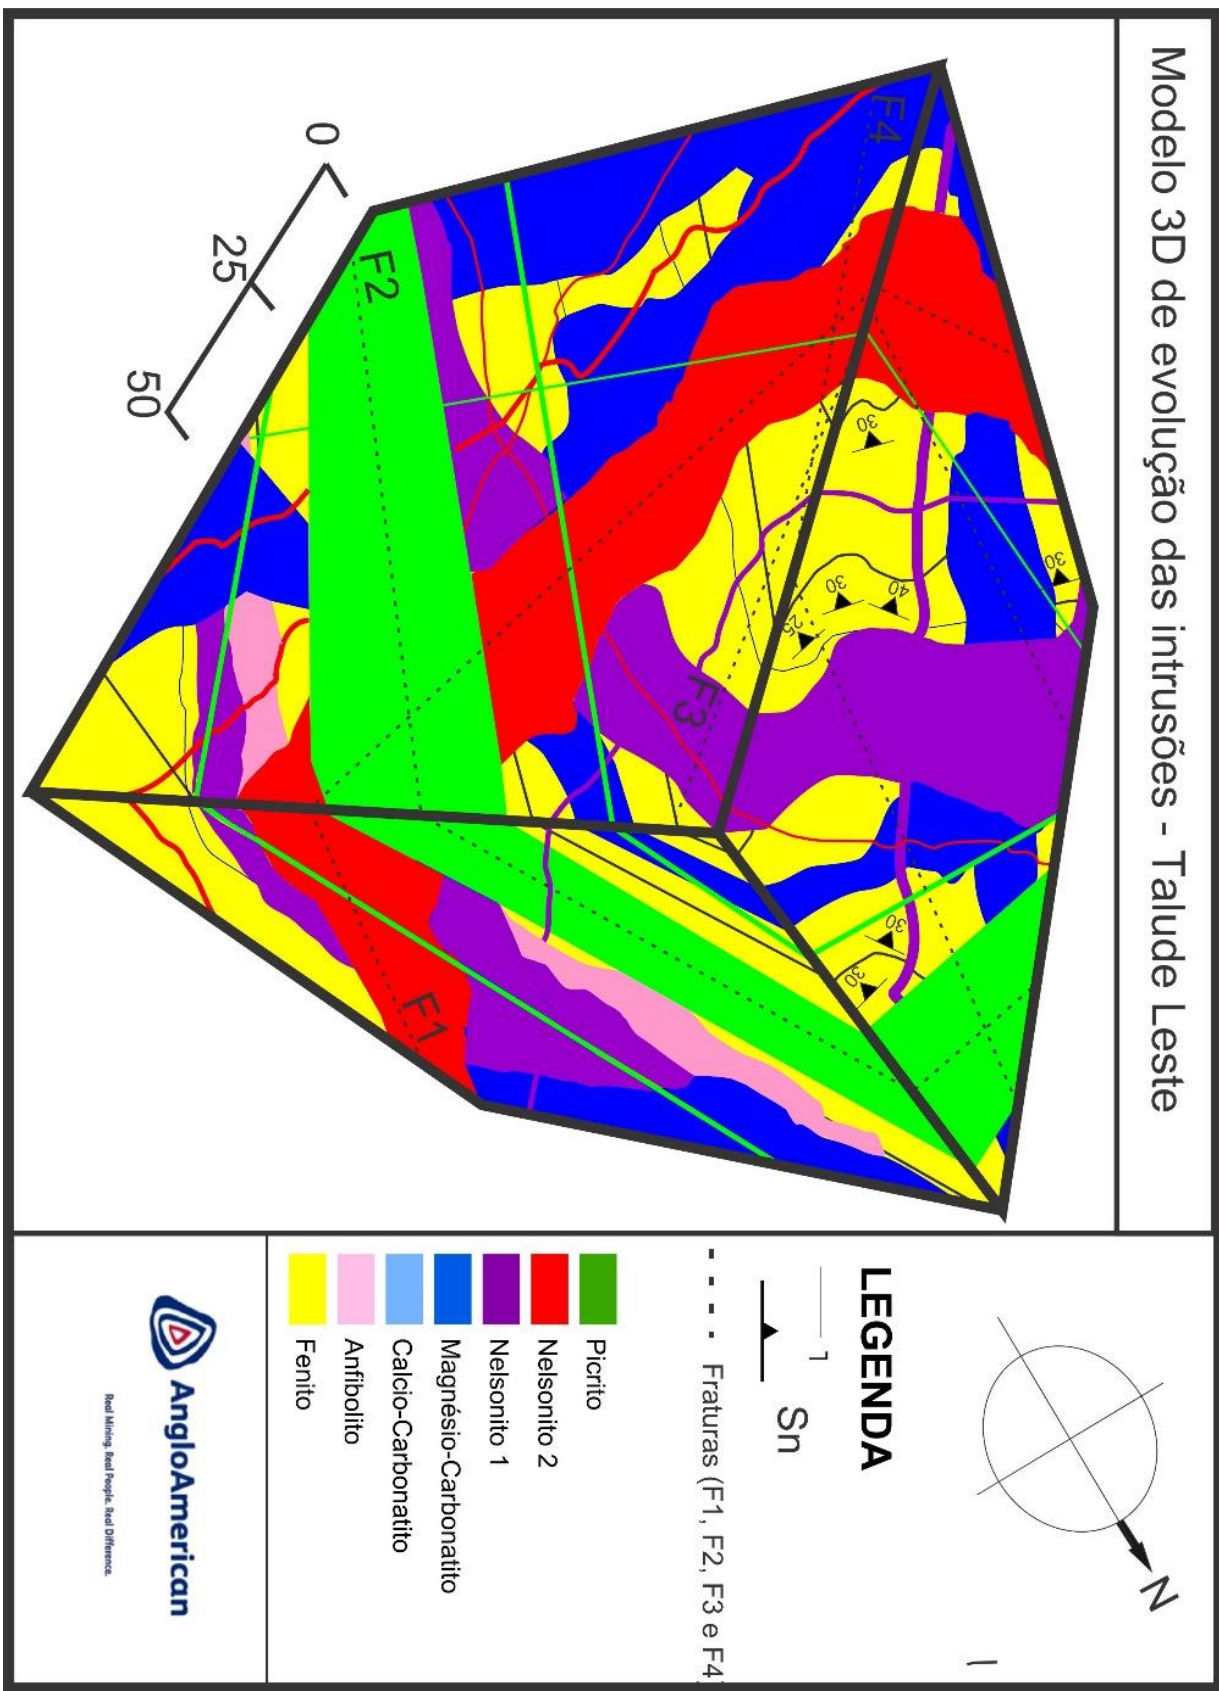 Modelo 3D de evolução das intrusões - Talude Leste
F4
F2
F3
F1
30
30
40
25
30
30
30
0
25
50
N
LEGENDA
Sn
Fraturas (F1, F2, F3 e F4)
Picrito
Nelsonito 2
Nelsonito 1
Magnésio-Carbonatito
Calcio-Carbonatito
Anfibolito
Fenito
AngloAmerican
Real Mining. Real People. Real Difference.